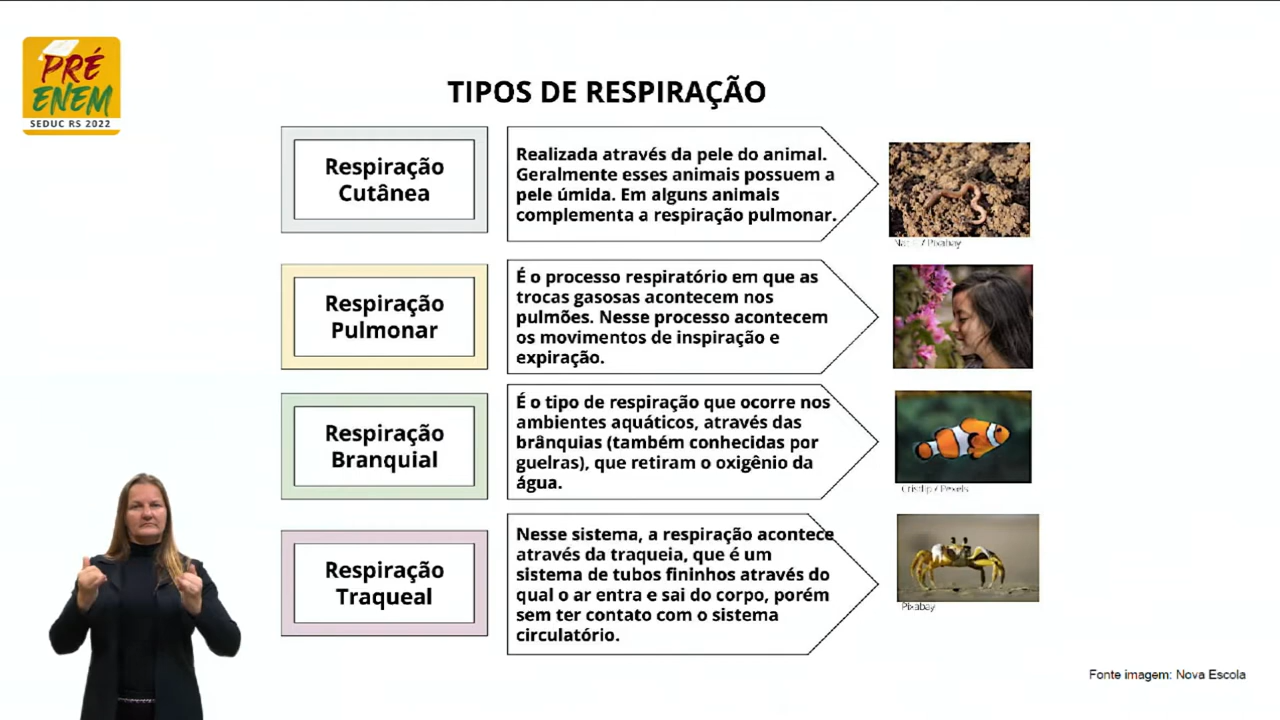 PRÉ
ENEM
SEDUC RS 2022
TIPOS DE RESPIRAÇÃO
Respiração
Cutânea
Realizada através da pele do animal.
Geralmente esses animais possuem a
pele úmida. Em alguns animais
complementa a respiração pulmonar.
/ Pixabay
Respiração
Pulmonar
É o processo respiratório em que as
trocas gasosas acontecem nos
pulmões. Nesse processo acontecem
os movimentos de inspiração e
expiração.
Respiração
Branquial
É o tipo de respiração que ocorre nos
ambientes aquáticos, através das
brânquias (também conhecidas por
guelras), que retiram o oxigênio da
água.
/ Pexels
Respiração
Traqueal
Nesse sistema, a respiração acontece
através da traqueia, que é um
sistema de tubos fininhos através do
qual o ar entra e sai do corpo, porém
sem ter contato com o sistema
circulatório.
Pixabay
Fonte imagem: Nova Escola